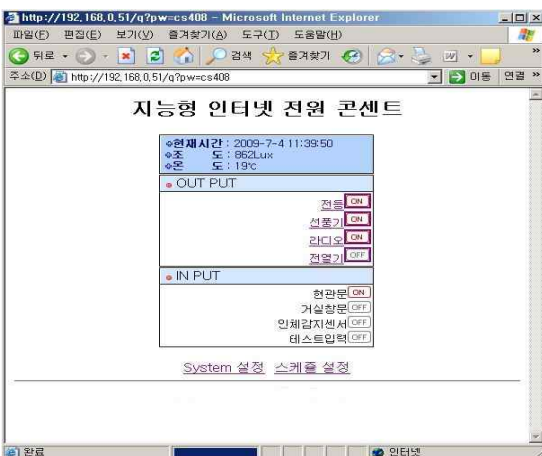 http://192,168,0,51/q?pw=cs408 - Microsoft Internet Explorer
파일(F) 편집(E) 보기(V) 즐겨찾기(A) 도구(T) 도움말(H)
뒤로 검색 즐겨찾기
주소(D) http://192,168,0,51/q?pw=cs408 이동 연결 »
지능형 인터넷 전원 콘센트
현재시간 : 2009-7-4 11:39:50
조 도 : 862Lux
온 도 : 19℃
OUT PUT
전등 ON
선풍기 ON
라디오 ON
전열기 OFF
IN PUT
현관문 ON
거실창문 OFF
인체감지센서 OFF
테스트입력 OFF
System 설정 스케쥴 설정
완료 인터넷